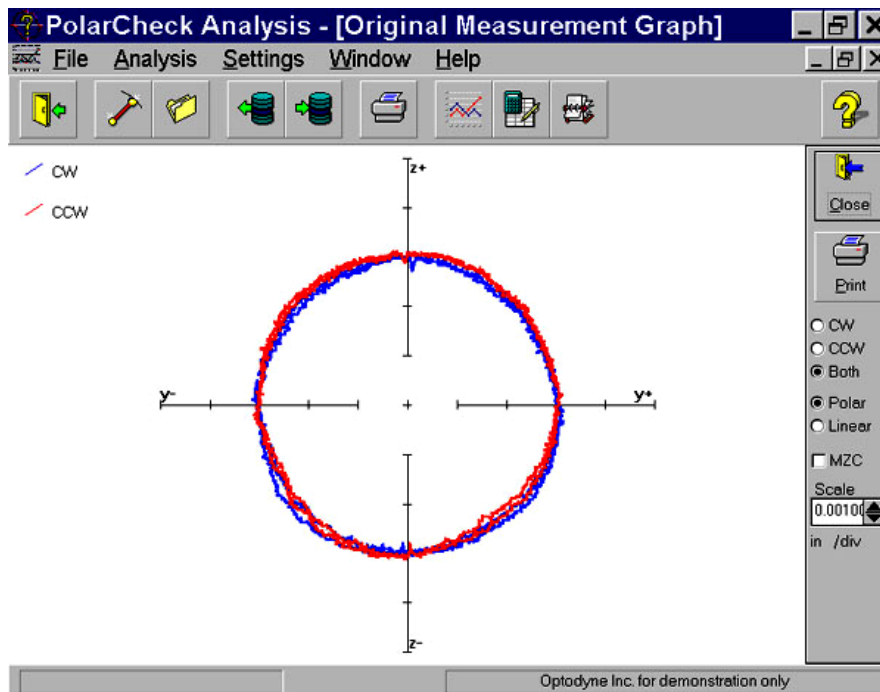 PolarCheck Analysis - [Original Measurement Graph]
File Analysis Settings Window Help
CW
CCW
z+
y-
y+
z-
Close
Print
CW
CCW
Both
Polar
Linear
MZC
Scale
in /div
Optodyne Inc. for demonstration only